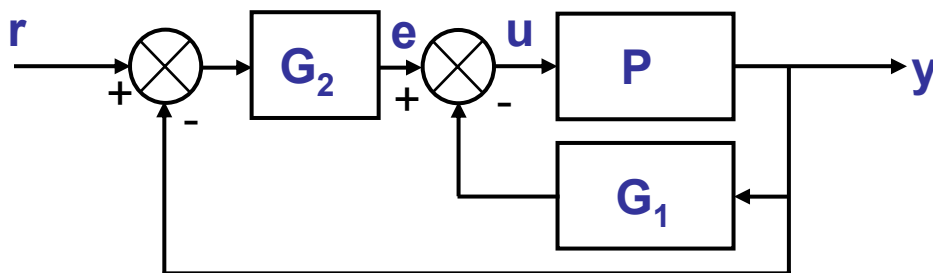 r
+
-
G₂
e
+
-
u
P
G₁
y